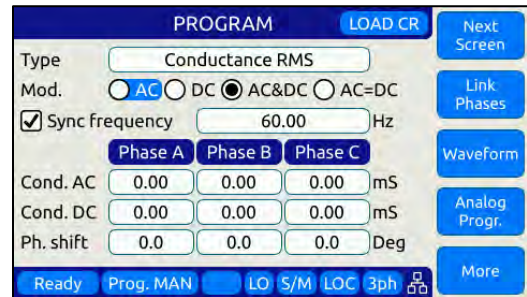 PROGRAM LOAD CR
Next Screen
Type Conductance RMS
Mod. AC DC AC&DC AC=DC
Link Phases
Sync frequency 60.00 Hz
Phase A Phase B Phase C
Waveform
Cond. AC 0.00 0.00 0.00 mS
Cond. DC 0.00 0.00 0.00 mS
Analog Progr.
Ph. shift 0.0 0.0 0.0 Deg
Ready Prog. MAN LO S/M LOC 3ph
More